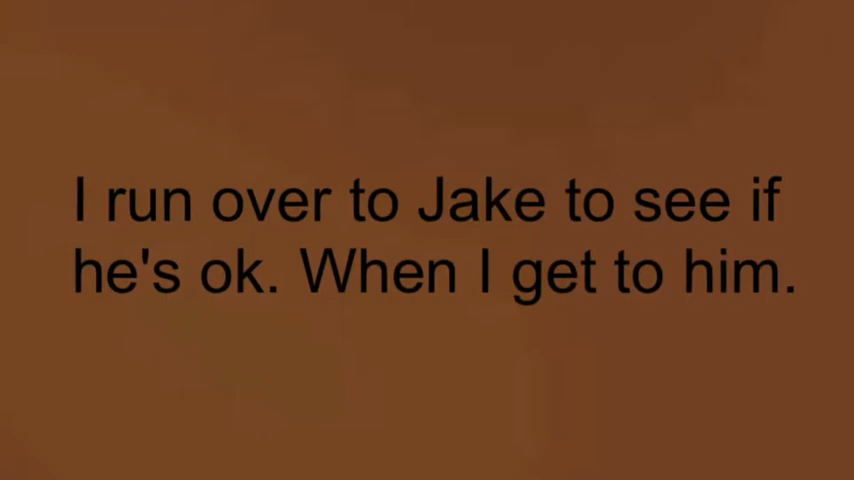 I run over to Jake to see if
he's ok. When I get to him.